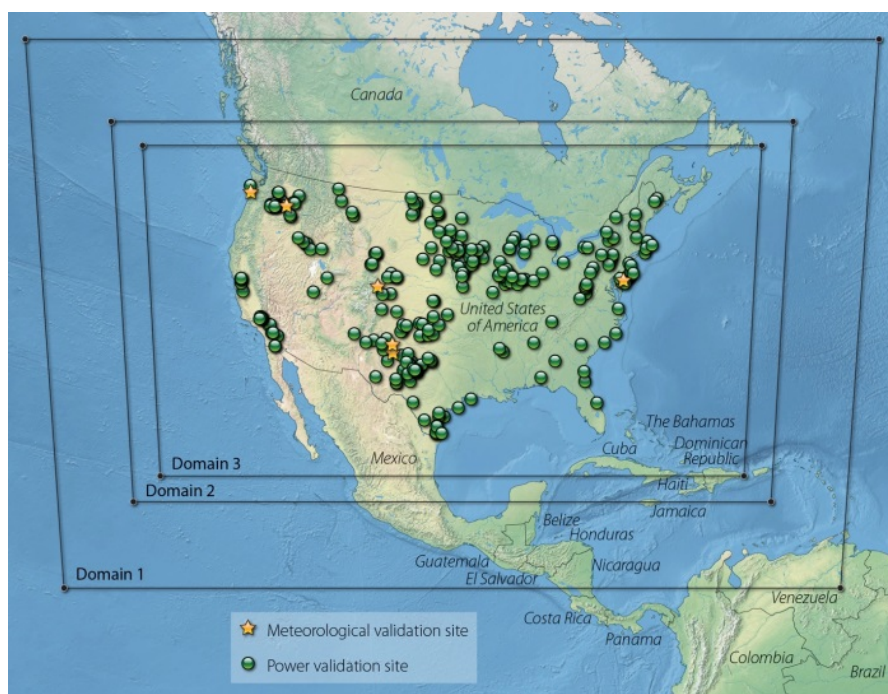 Canada
United States
of America
The Bahamas
Cuba
Dominican
Republic
Mexico
Domain 3
Haiti
Domain 2
Jamaica
Belize
Honduras
Guatemala
Nicaragua
El Salvador
Domain 1
Venezuela
Costa Rica
Panama
Colombia
Brazil
Meteorological validation site
Power validation site